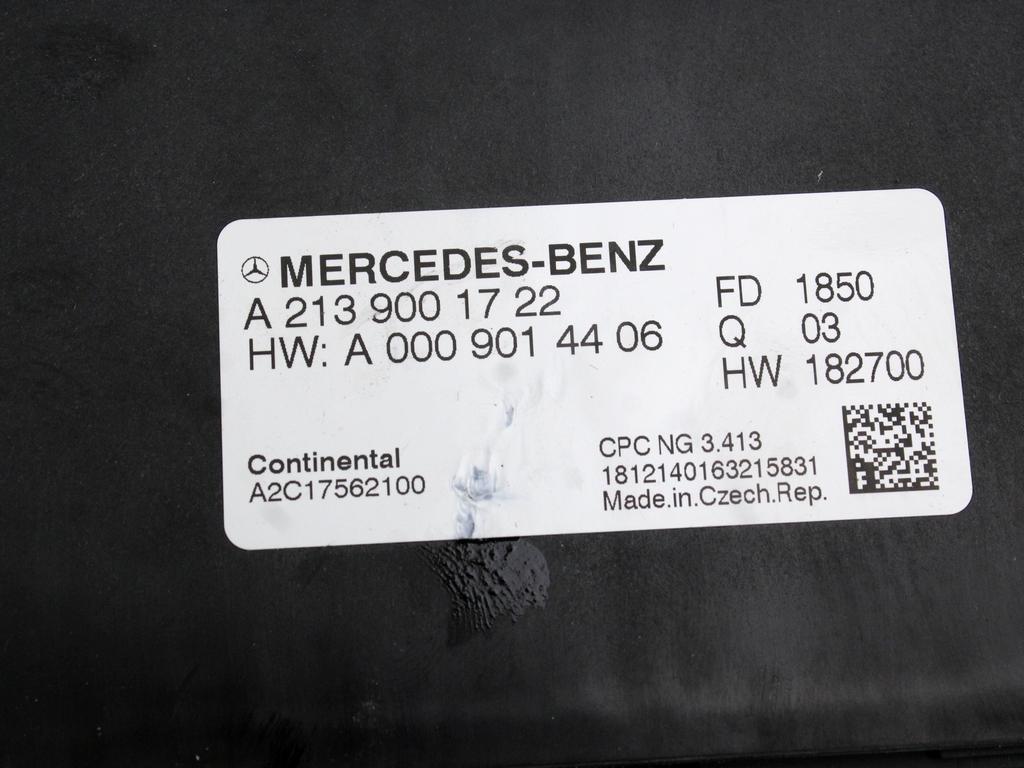 MERCEDES-BENZ
A 213 900 17 22
HW: A 000 901 44 06
FD 1850
Q 03
HW 182700
Continental
A2C17562100
CPC NG 3.413
1812140163215831
Made.in.Czech.Rep.